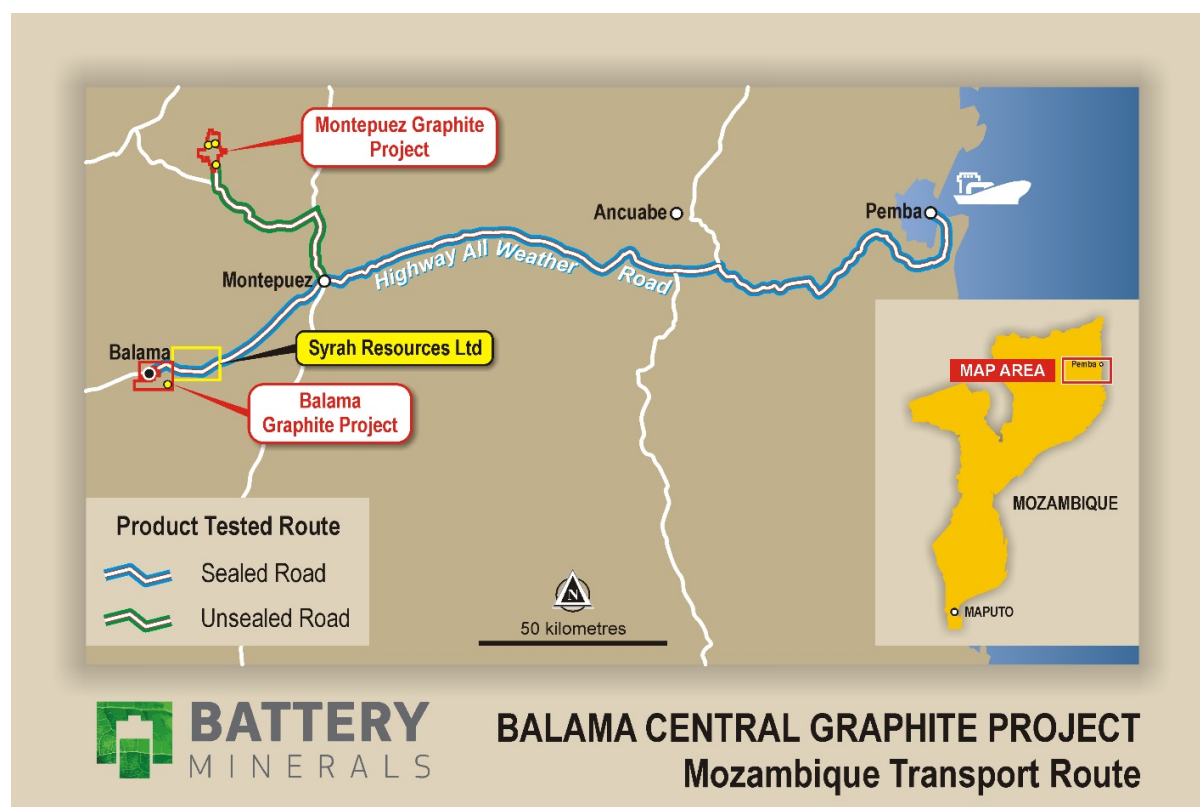 Montepuez Graphite
Project
Ancuabe
Pemba
Highway All Weather Road
Montepuez
Balama
Syrah Resources Ltd
Balama
Graphite Project
MAP AREA
Pemba
MOZAMBIQUE
MAPUTO
Product Tested Route
Sealed Road
Unsealed Road
N
50 kilometres
BATTERY
MINERALS
BALAMA CENTRAL GRAPHITE PROJECT
Mozambique Transport Route